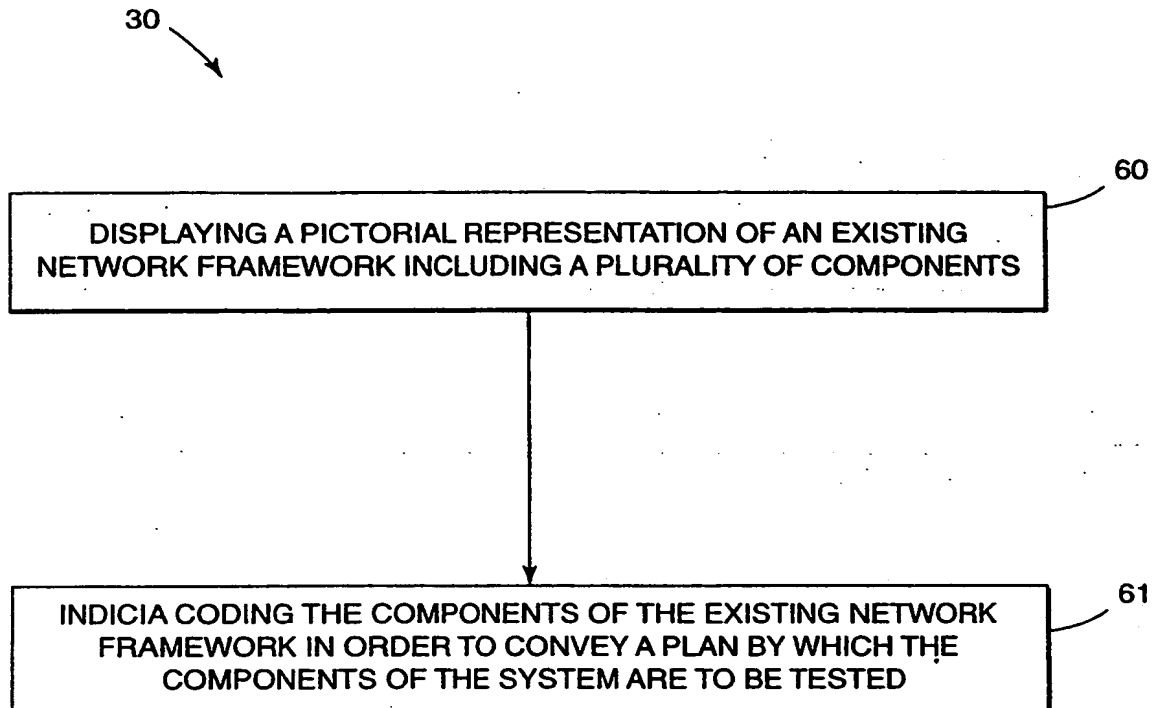 30
60
DISPLAYING A PICTORIAL REPRESENTATION OF AN EXISTING
NETWORK FRAMEWORK INCLUDING A PLURALITY OF COMPONENTS
61
INDICIA CODING THE COMPONENTS OF THE EXISTING NETWORK
FRAMEWORK IN ORDER TO CONVEY A PLAN BY WHICH THE
COMPONENTS OF THE SYSTEM ARE TO BE TESTED